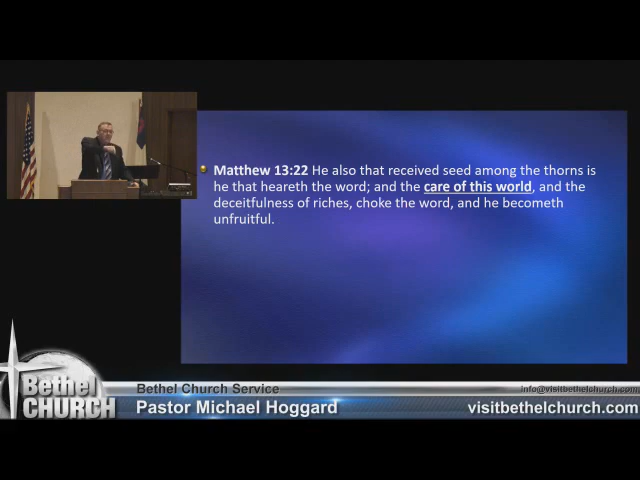 Matthew 13:22 He also that received seed among the thorns is
he that heareth the word; and the care of this world, and the
deceitfulness of riches, choke the word, and he becometh
unfruitful.
Bethel
CHURCH
Bethel Church Service
info@visitbethelchurch.com
Pastor Michael Hoggard
visitbethelchurch.com